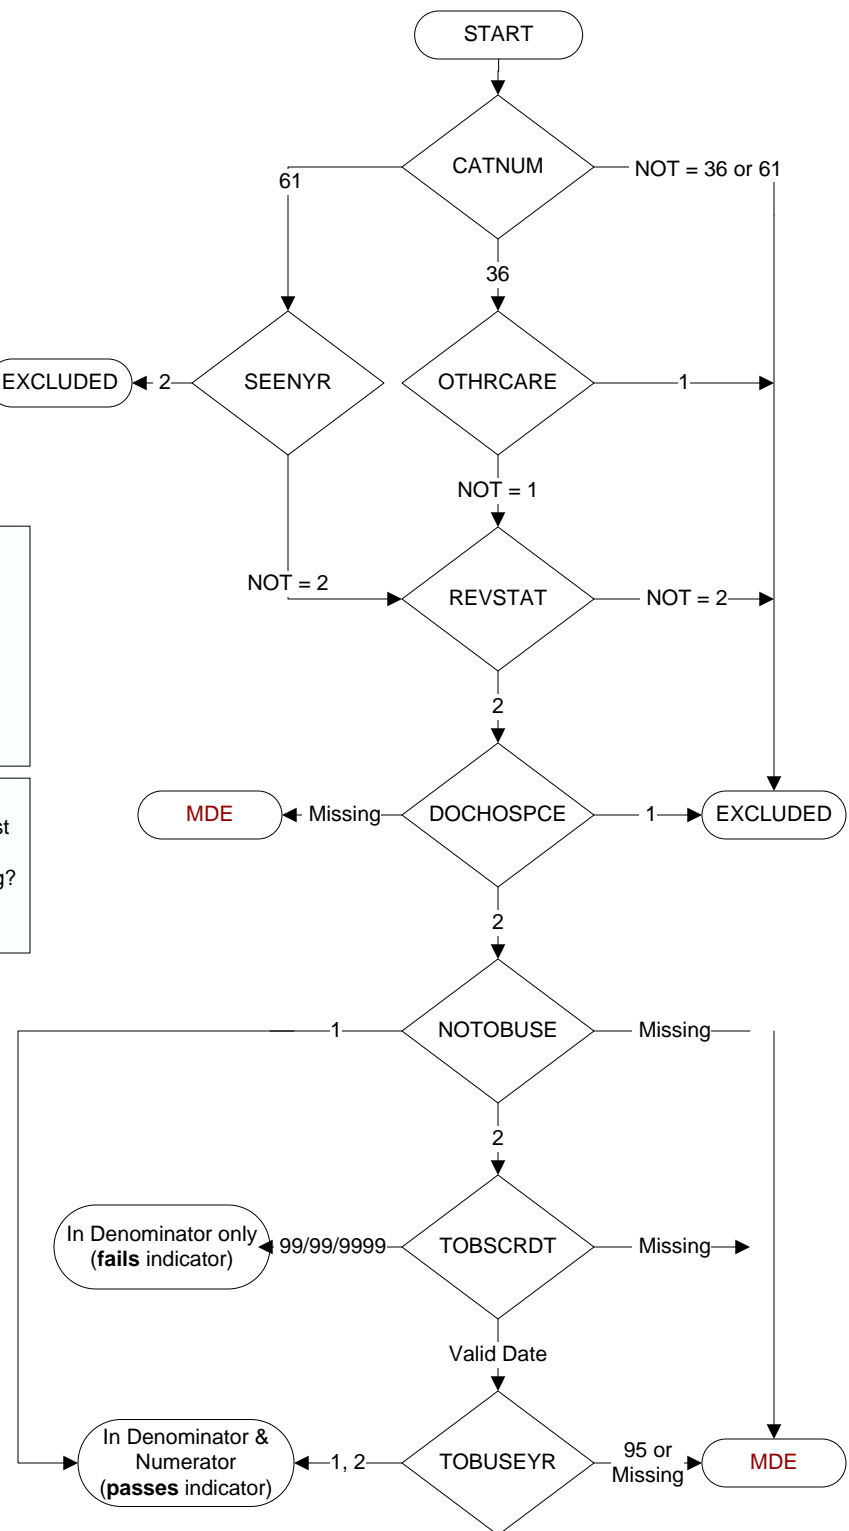 START
CATNUM
61
NOT = 36 or 61
36
EXCLUDED
2
SEENYR
OTHRCARE
1
NOT = 1
NOT = 2
REVSTAT
NOT = 2
2
MDE
Missing
DOCHOSPCE
1
EXCLUDED
g?
2
1
NOTOBUSE
Missing
2
In Denominator only
(fails indicator)
99/99/9999
TOBSCRDT
Missing
Valid Date
In Denominator &
Numerator
(passes indicator)
1, 2
TOBUSEYR
95 or
Missing
MDE